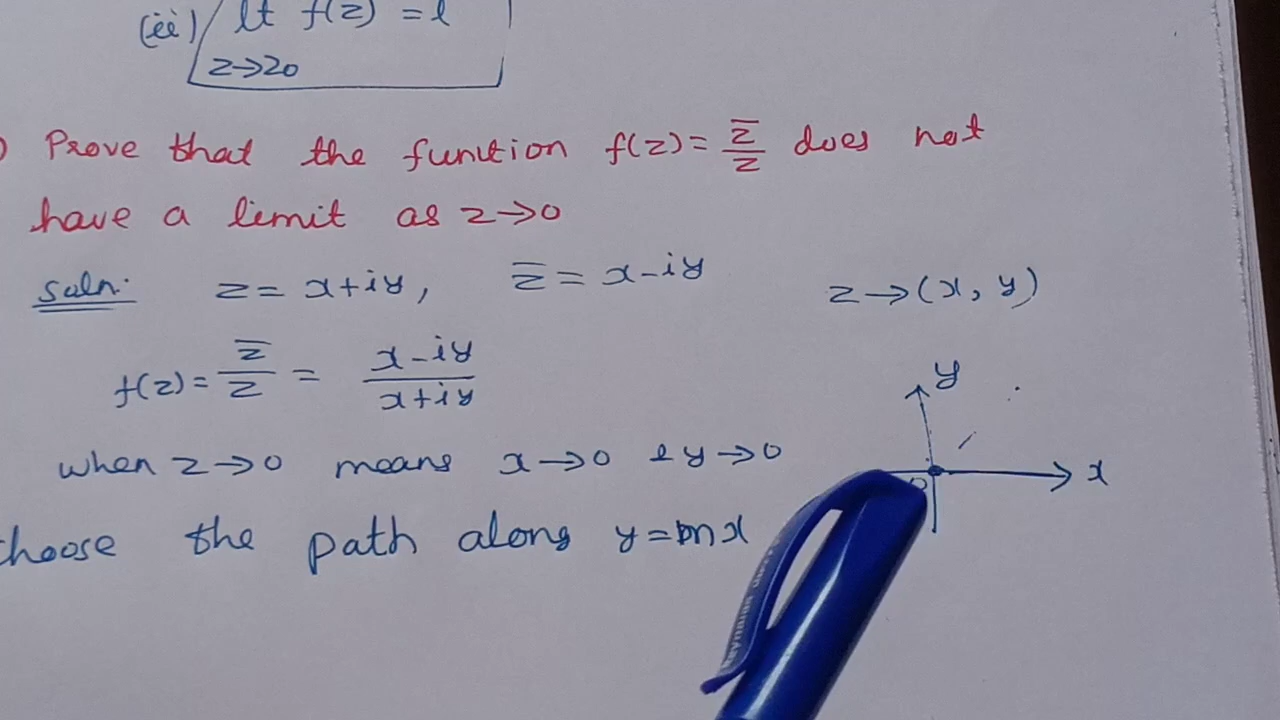 (ii) lt f(z) = l
z→z0
Prove that the function f(z) = z̅/z does not
have a limit as z→0
Soln: z = x+iy, z̅ = x-iy z→(x, y)
f(z) = z̅/z = x-iy/x+iy
y
when z→0 means x→0 & y→0
x
choose the path along y=mx